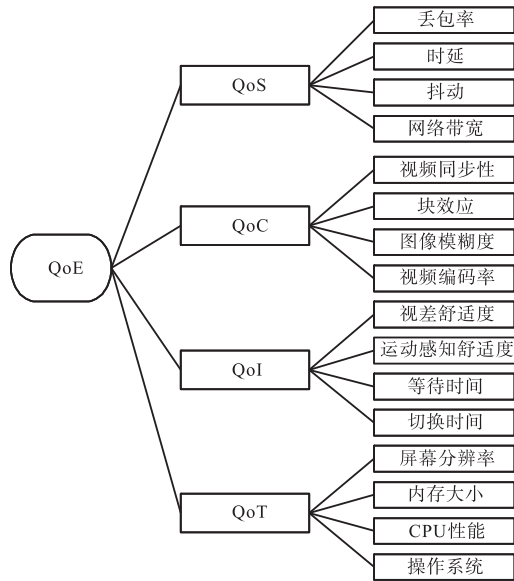 QoE
QoS
丢包率
时延
抖动
网络带宽
QoC
视频同步性
块效应
图像模糊度
视频编码率
QoI
视差舒适度
运动感知舒适度
等待时间
切换时间
QoT
屏幕分辨率
内存大小
CPU性能
操作系统